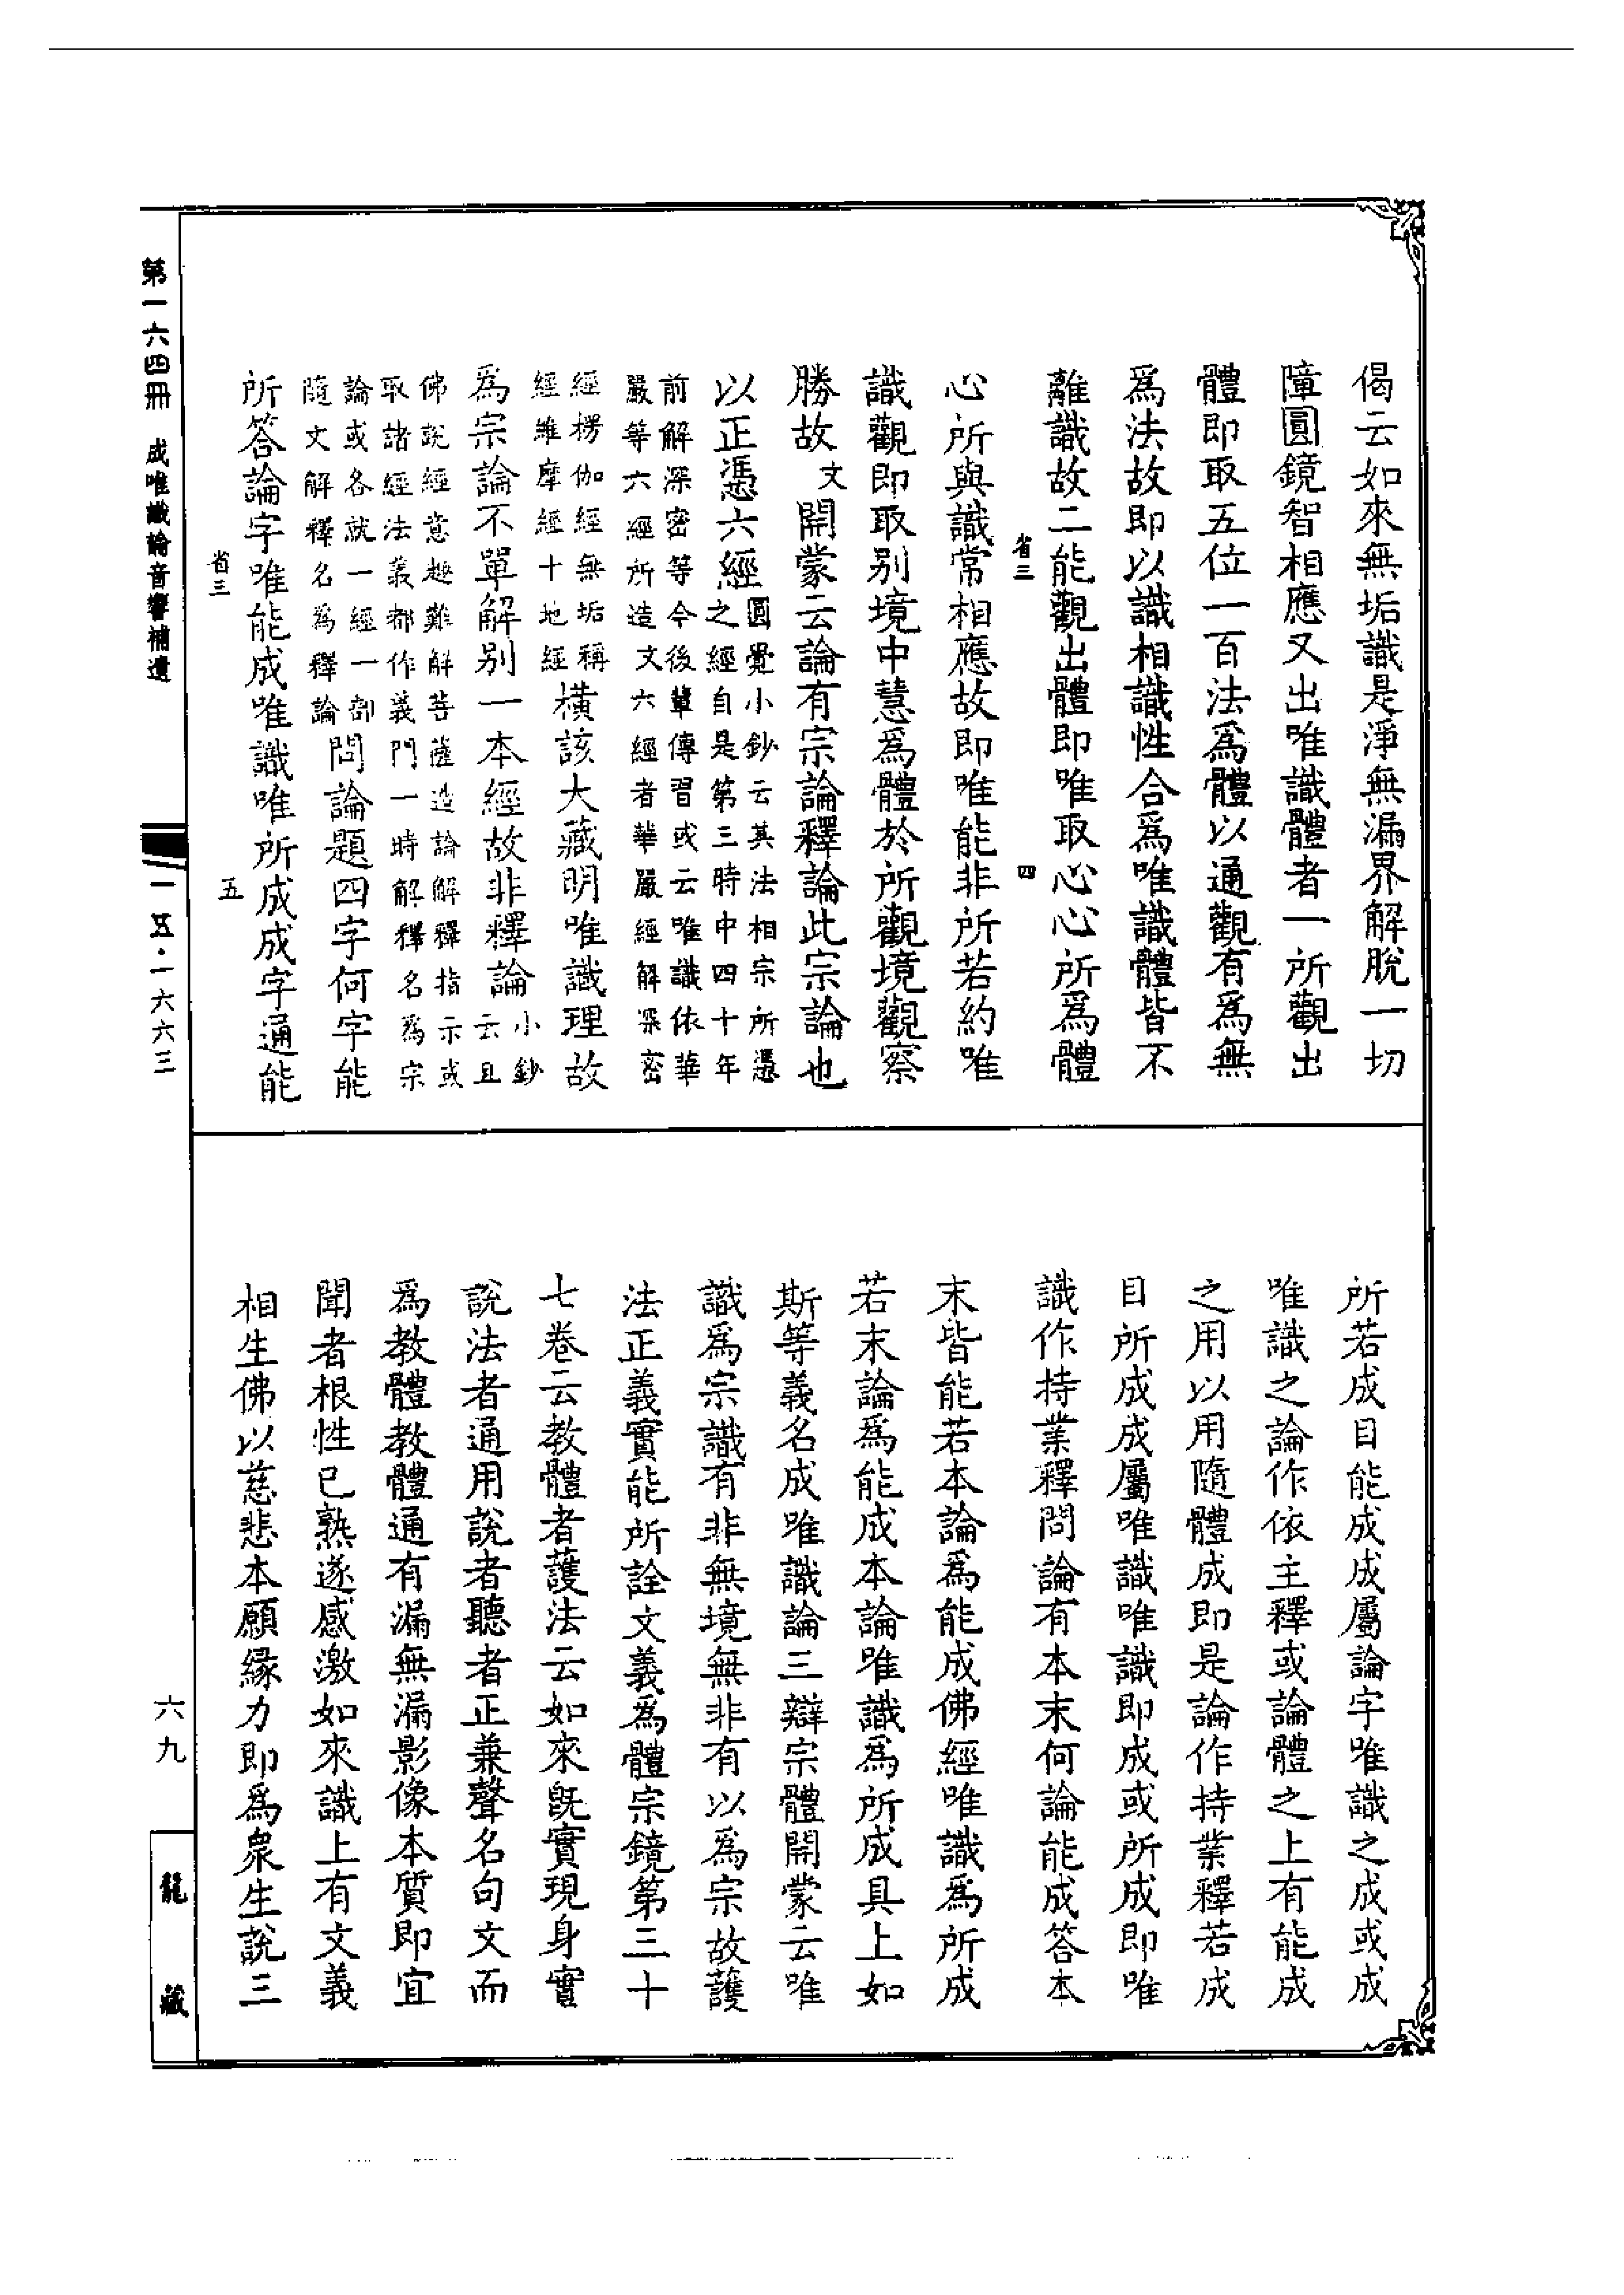 偈云如來無垢識是淨無漏界解脫一切
障圓鏡智相應又出唯識體者一所觀出
體即取五位一百法爲體以通觀有爲無
爲法故即以識相識性合爲唯識體皆不
離識故二能觀出體即唯取心心所爲體
省三 四
心所與識常相應故即唯能非所若約唯
識觀即取別境中慧爲體於所觀境觀察
勝故文開蒙云論有宗論釋論此宗論也
以正憑六經圓覺小鈔云其法相宗所憑
之經自是第三時中四十年
前解深密等今後輩傳習或云唯識依華
嚴等六經所造文六經者華嚴經解深密
經楞伽經無垢稱
經維摩經十地經橫該大藏明唯識理故
爲宗論不單解別一本經故非釋論小鈔
云且
佛說經意趣難解菩薩造論解釋指示或
取諸經法義都作義門一時解釋名爲宗
論或各就一經一部
隨文解釋名爲釋論問論題四字何字能
省三 五
所答論字唯能成唯識唯所成成字通能
所若成目能成成屬論字唯識之成或成
唯識之論作依主釋或論體之上有能成
之用以用隨體成即是論作持業釋若成
目所成成屬唯識唯識即成或所成即唯
識作持業釋問論有本末何論能成答本
末皆能若本論爲能成佛經唯識爲所成
若末論爲能成本論唯識爲所成具上如
斯等義名成唯識論三辯宗體開蒙云唯
識爲宗識有非無境無非有以爲宗故護
法正義實能所詮文義爲體宗鏡第三十
七卷云教體者護法云如來旣實現身實
說法者通用說者聽者正兼聲名句文而
爲教體教體通有漏無漏影像本質即宜
聞者根性已熟遂感激如來識上有文義
相生佛以慈悲本願緣力即爲衆生說三
第一六四冊 成唯識論音響補遺
一五·一六六三
六九
龍藏